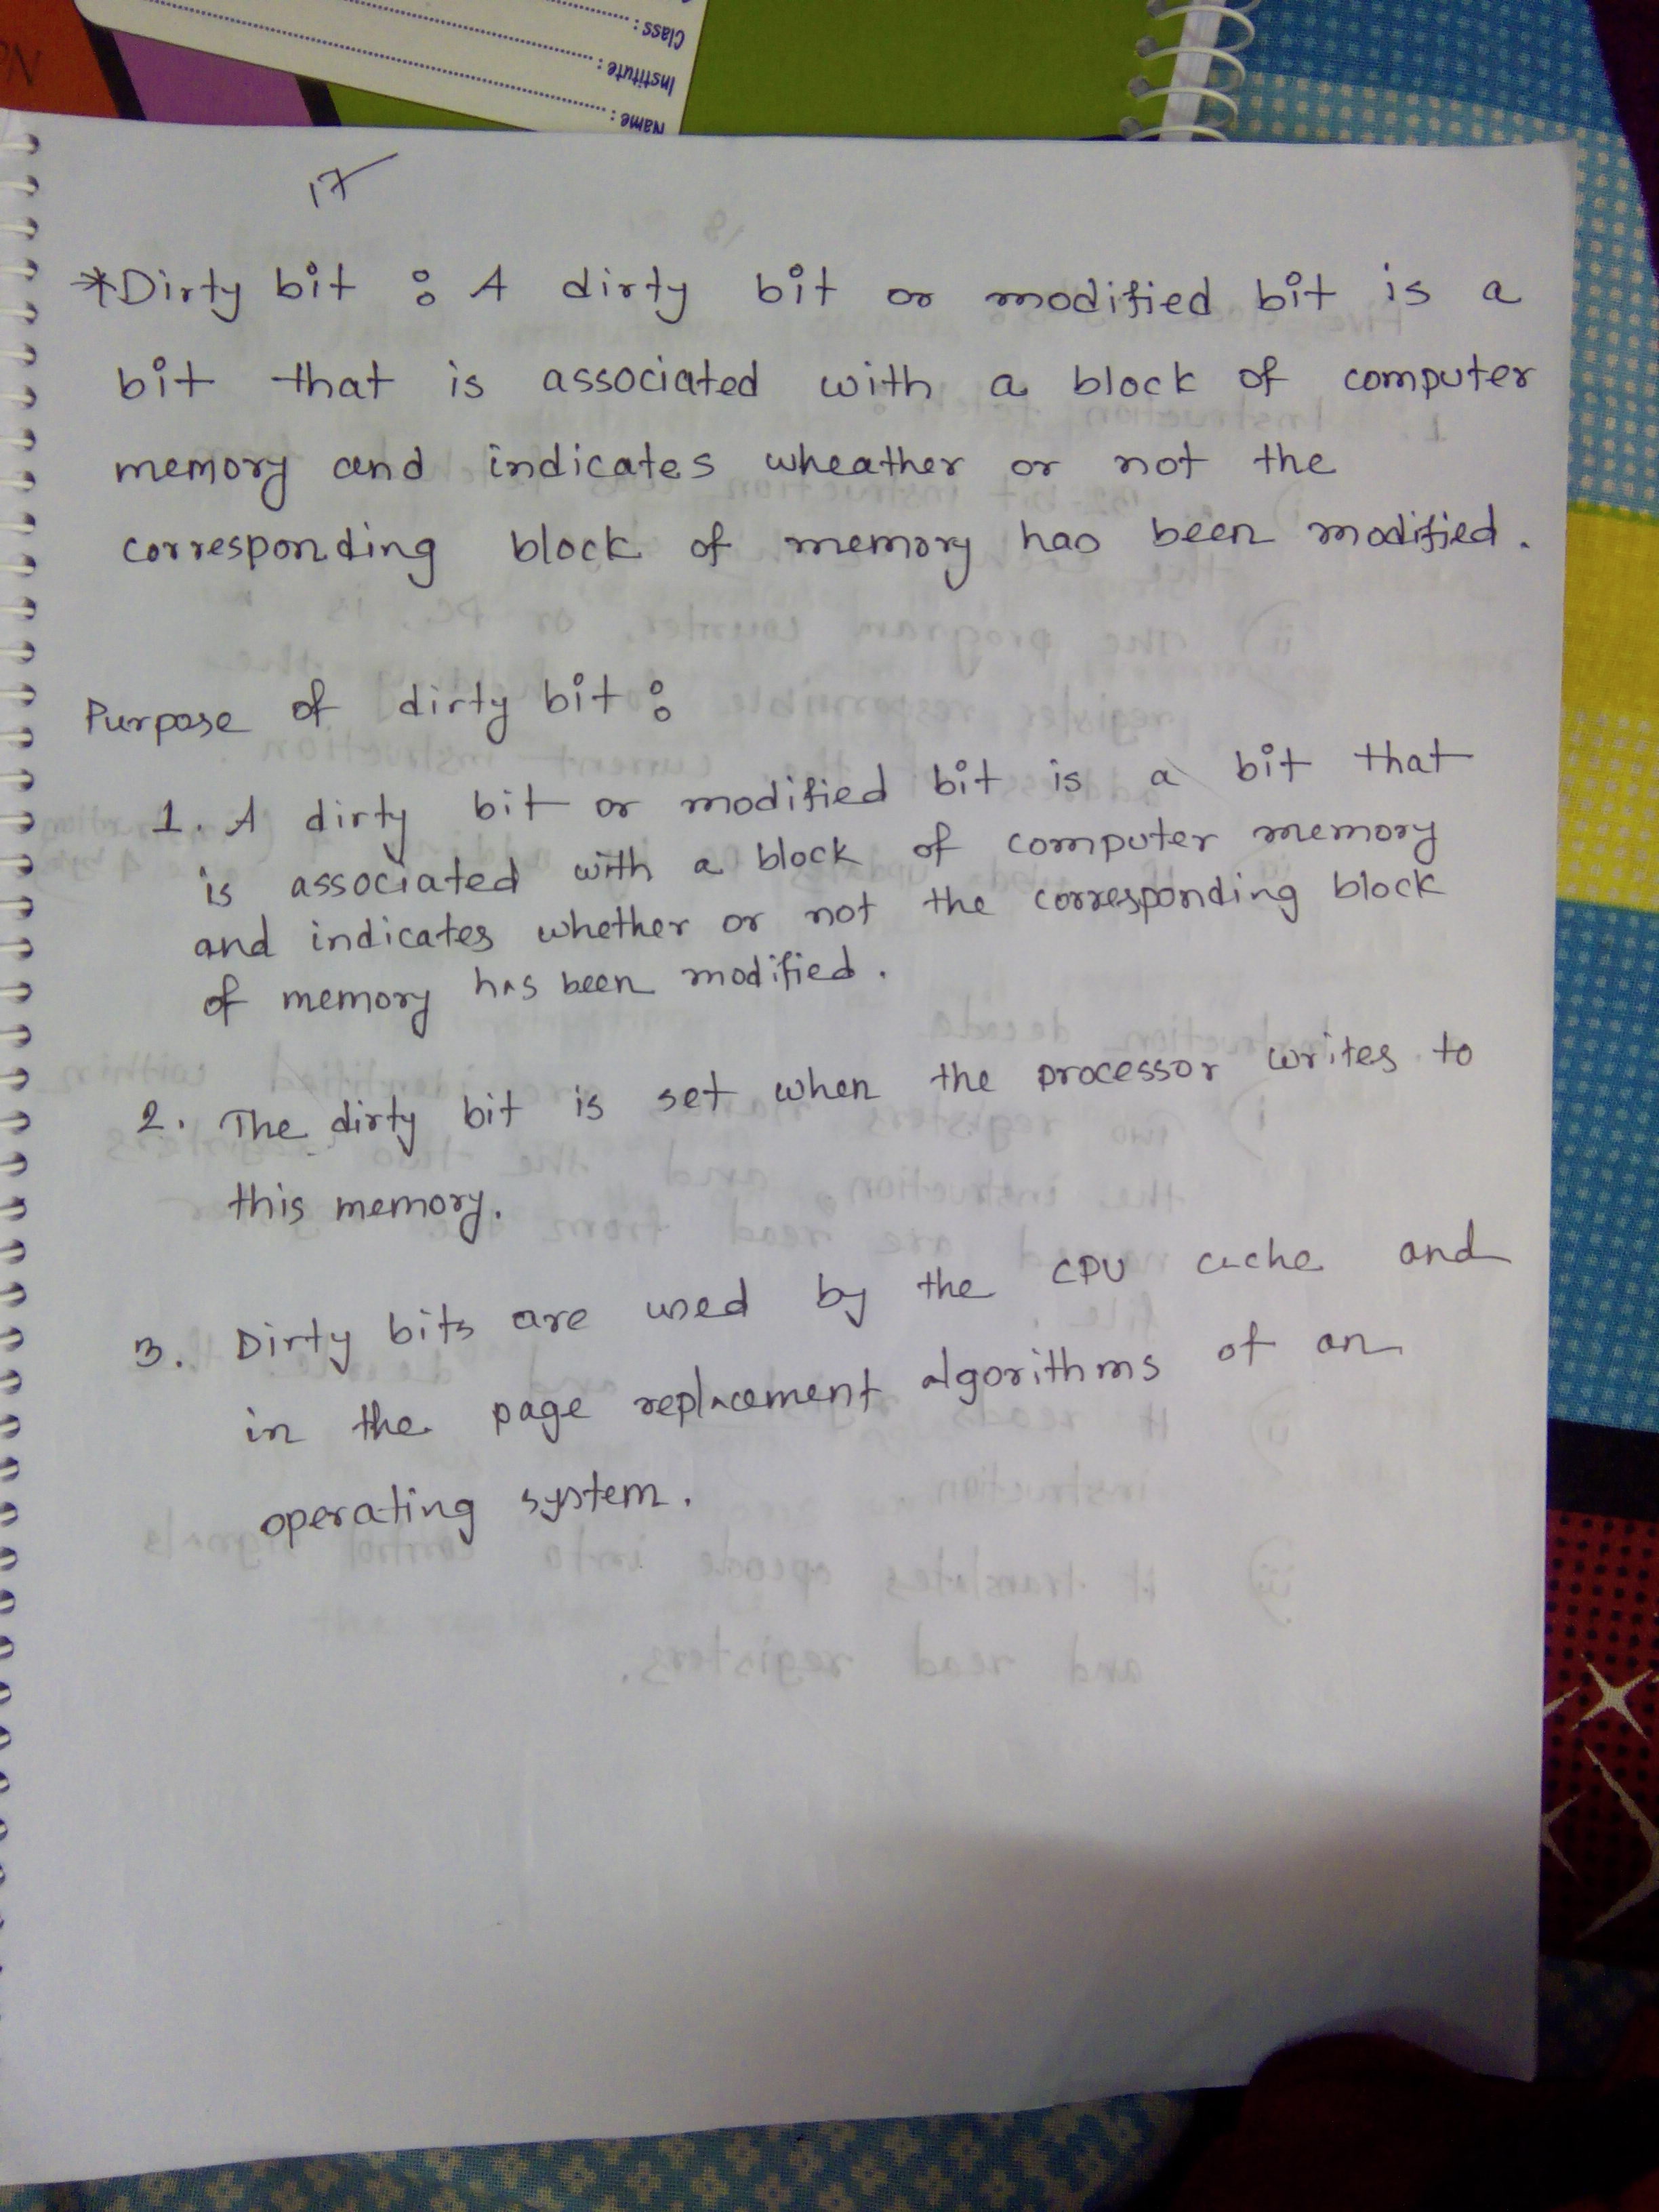 Class :
Institute :
Name :
17
*Dirty bit : A dirty bit or modified bit is a
bit that is associated with a block of computer
memory and indicates wheather or not the
corresponding block of memory has been modified.
Purpose of dirty bit :
1. A dirty bit or modified bit is a bit that
is associated with a block of computer memory
and indicates whether or not the corresponding block
of memory has been modified.
2. The dirty bit is set when the processor writes to
this memory.
3. Dirty bits are used by the CPU cache and
in the page replacement algorithms of an
operating system.